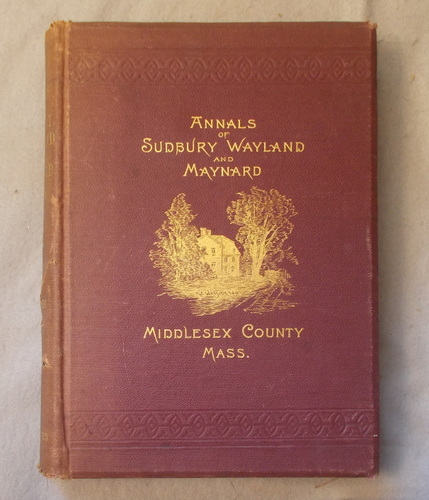 Annals
of
Sudbury Wayland
and
Maynard
Middlesex County
Mass.